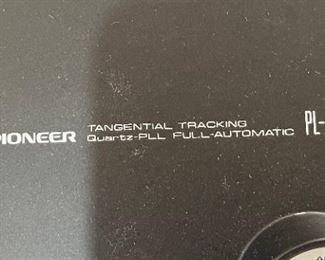 PIONEER TANGENTIAL TRACKING PL-
Quartz-PLL FULL-AUTOMATIC